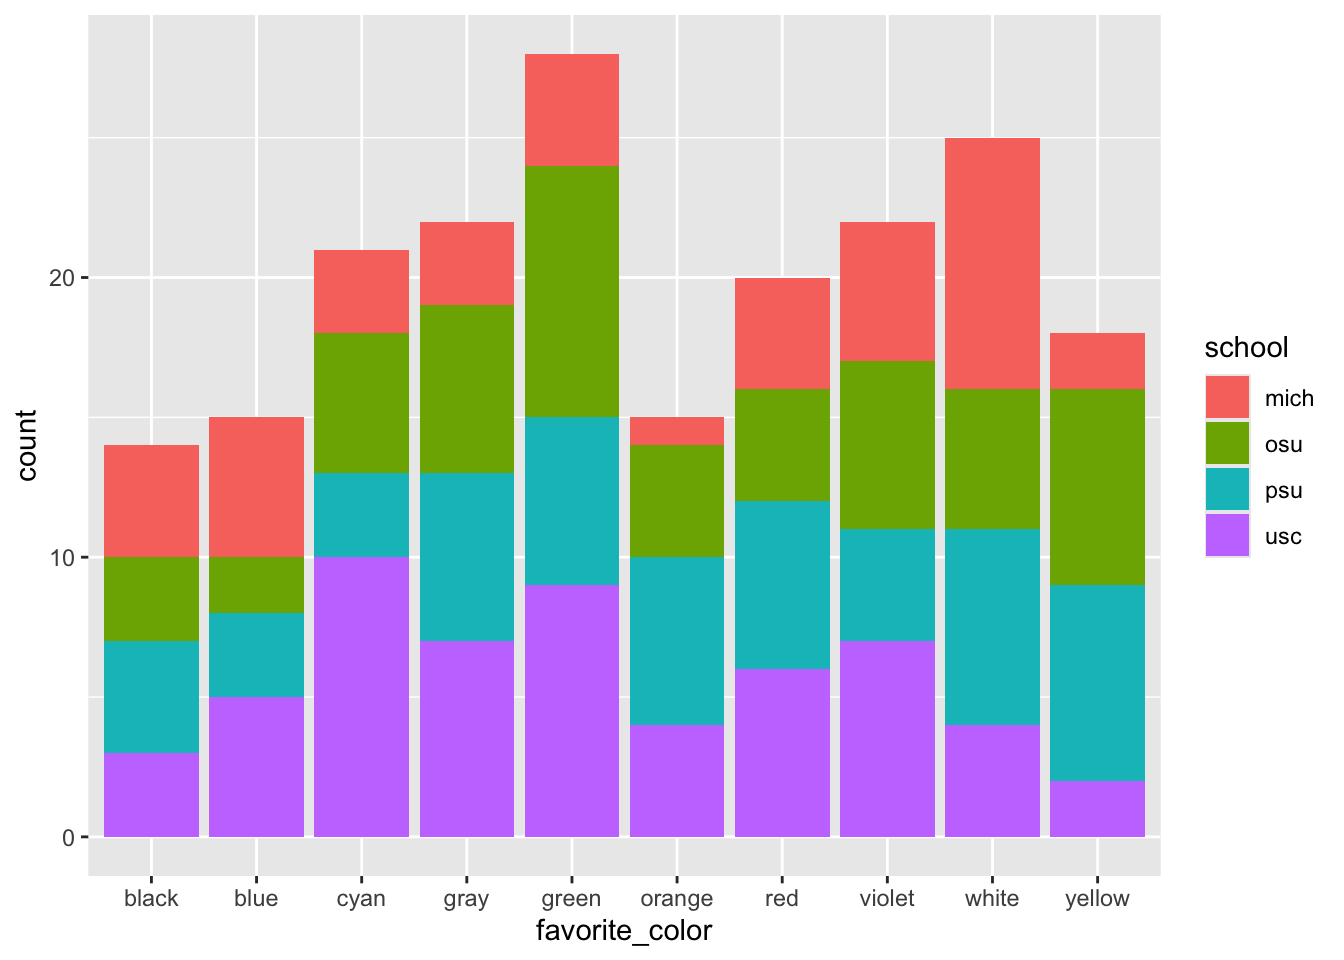 count
20
10
0
black blue cyan gray green orange red violet white yellow
favorite_color
school
mich
osu
psu
usc